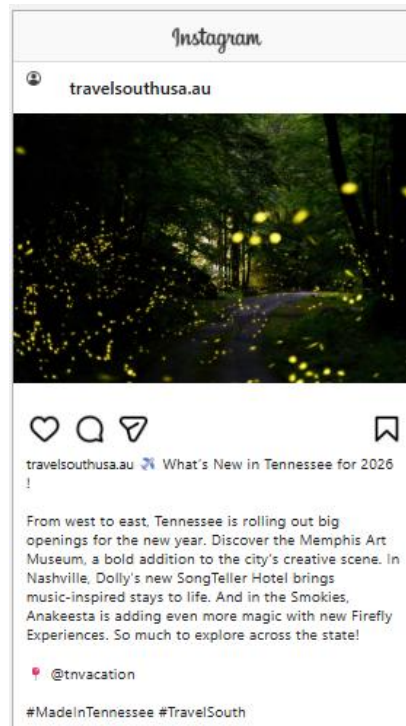 Instagram
travelsouthusa.au
travelsouthusa.au ✈️ What's New in Tennessee for 2026
!
From west to east, Tennessee is rolling out big
openings for the new year. Discover the Memphis Art
Museum, a bold addition to the city's creative scene. In
Nashville, Dolly's new SongTeller Hotel brings
music-inspired stays to life. And in the Smokies,
Anakeesta is adding even more magic with new Firefly
Experiences. So much to explore across the state!
📍 @tnvacation
#MadeInTennessee #TravelSouth